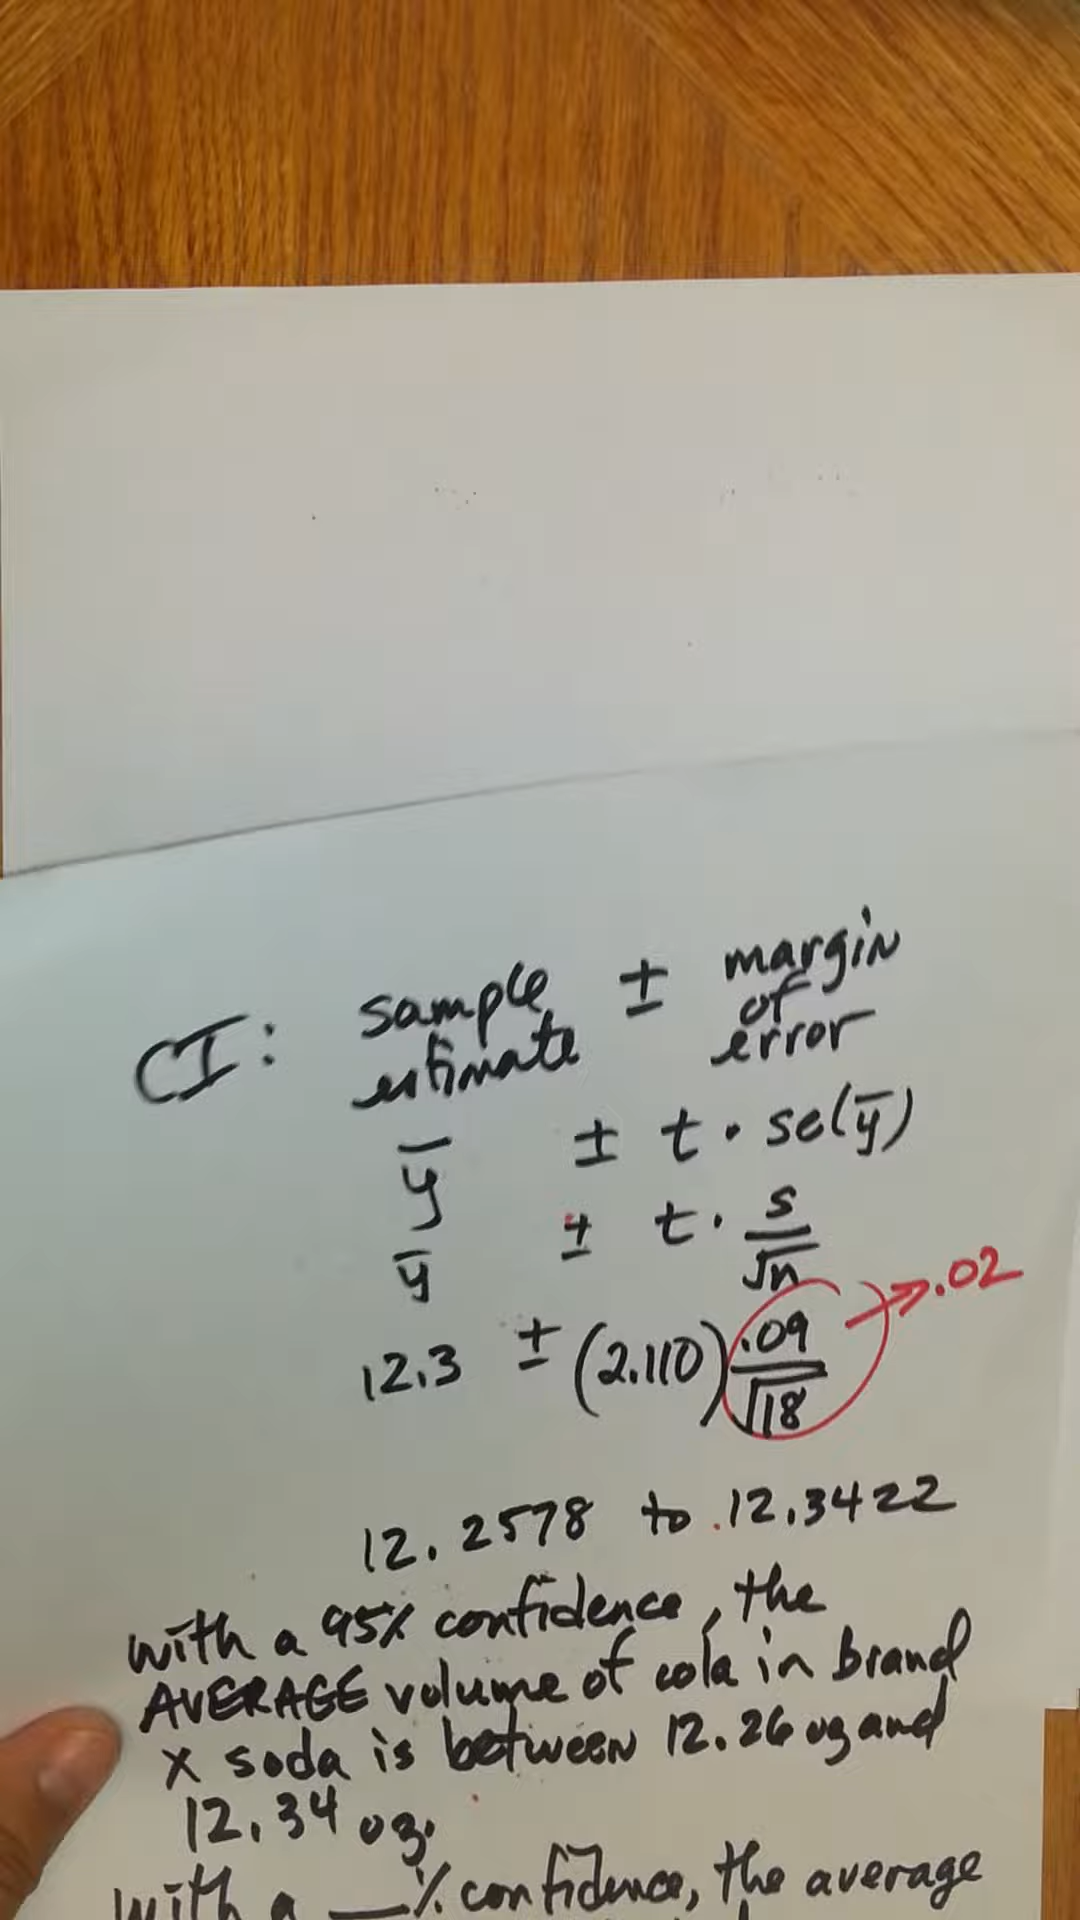 CI: sample estimate ± margin of error
ȳ ± t · se(ȳ)
ȳ ± t · s/√n
12.3 ± (2.110) .09/√18 → .02
12.2578 to 12.3422
with a 95% confidence, the
AVERAGE volume of cola in brand
X soda is between 12.26 oz and
12.34 oz.
with a __% confidence, the average